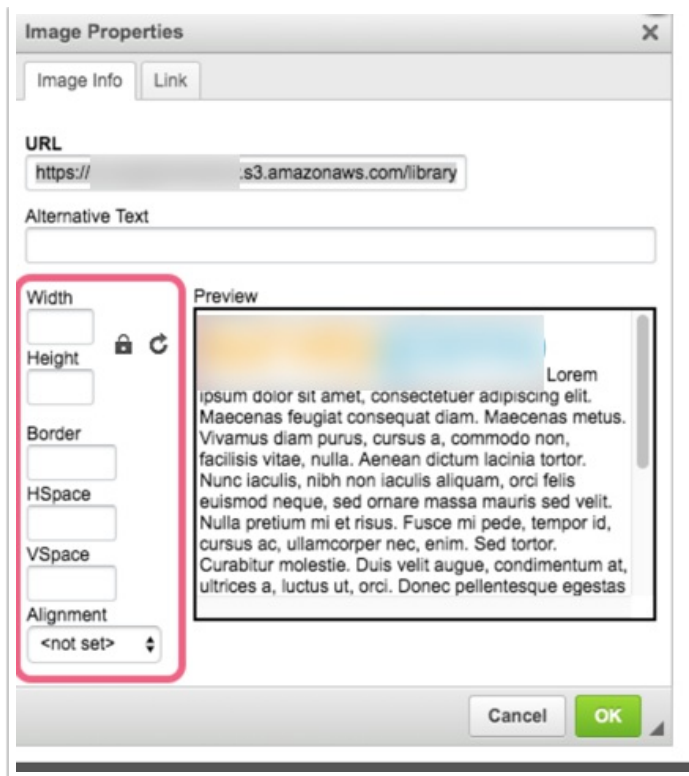 Image Properties
Image Info Link
URL
https:// .s3.amazonaws.com/library
Alternative Text
Width
Height
Border
HSpace
VSpace
Alignment
<not set>
Preview
Lorem
ipsum dolor sit amet, consectetuer adipiscing elit.
Maecenas feugiat consequat diam. Maecenas metus.
Vivamus diam purus, cursus a, commodo non,
facilisis vitae, nulla. Aenean dictum lacinia tortor.
Nunc iaculis, nibh non iaculis aliquam, orci felis
euismod neque, sed ornare massa mauris sed velit.
Nulla pretium mi et risus. Fusce mi pede, tempor id,
cursus ac, ullamcorper nec, enim. Sed tortor.
Curabitur molestie. Duis velit augue, condimentum at,
ultrices a, luctus ut, orci. Donec pellentesque egestas
Cancel OK